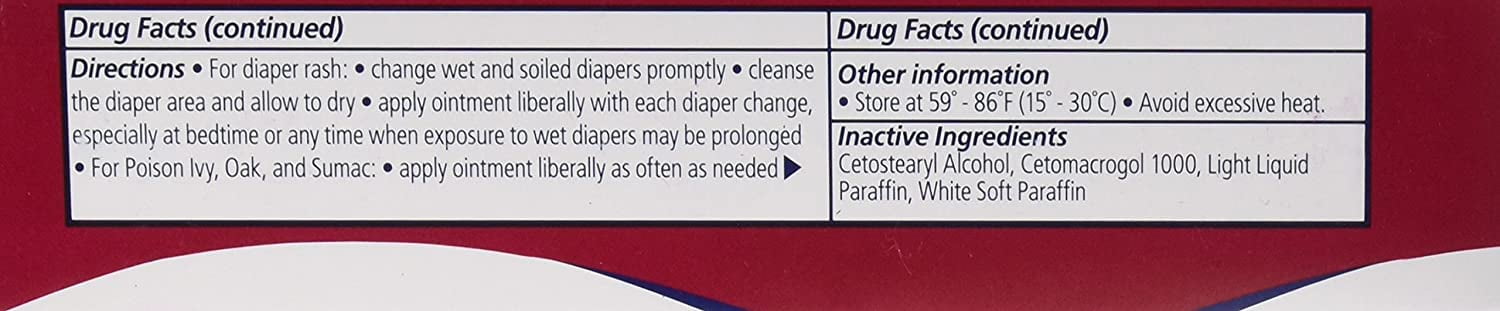 Drug Facts (continued)
Directions • For diaper rash: • change wet and soiled diapers promptly • cleanse
the diaper area and allow to dry • apply ointment liberally with each diaper change,
especially at bedtime or any time when exposure to wet diapers may be prolonged
• For Poison Ivy, Oak, and Sumac: • apply ointment liberally as often as needed ▶
Drug Facts (continued)
Other information
• Store at 59° - 86°F (15° - 30°C) • Avoid excessive heat.
Inactive Ingredients
Cetostearyl Alcohol, Cetomacrogol 1000, Light Liquid
Paraffin, White Soft Paraffin